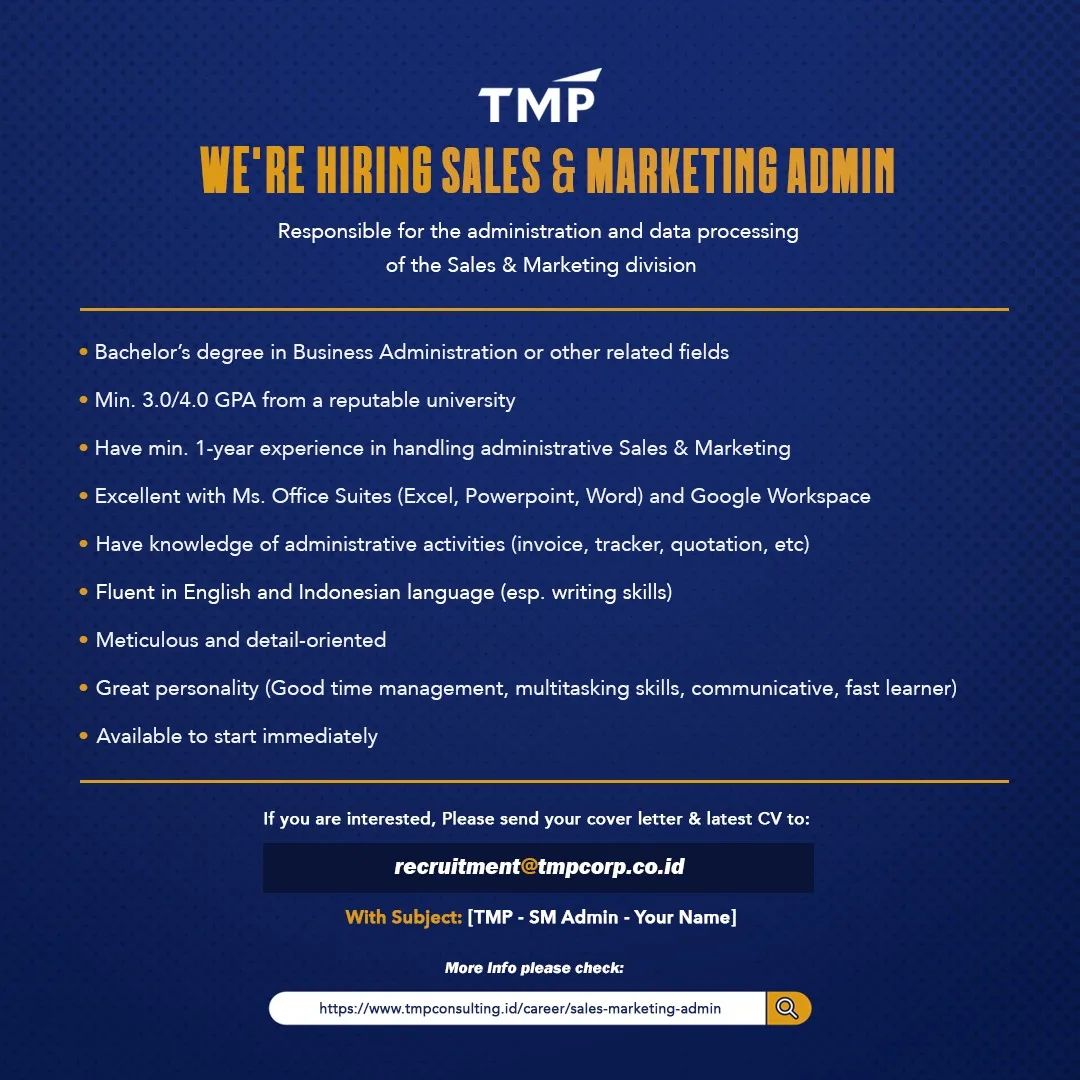 TMP
WE'RE HIRING SALES & MARKETING ADMIN
Responsible for the administration and data processing
of the Sales & Marketing division
• Bachelor's degree in Business Administration or other related fields
• Min. 3.0/4.0 GPA from a reputable university
• Have min. 1-year experience in handling administrative Sales & Marketing
• Excellent with Ms. Office Suites (Excel, Powerpoint, Word) and Google Workspace
• Have knowledge of administrative activities (invoice, tracker, quotation, etc)
• Fluent in English and Indonesian language (esp. writing skills)
• Meticulous and detail-oriented
• Great personality (Good time management, multitasking skills, communicative, fast learner)
• Available to start immediately
If you are interested, Please send your cover letter & latest CV to:
recruitment@tmpcorp.co.id
With Subject: [TMP - SM Admin - Your Name]
More Info please check:
https://www.tmpconsulting.id/career/sales-marketing-admin